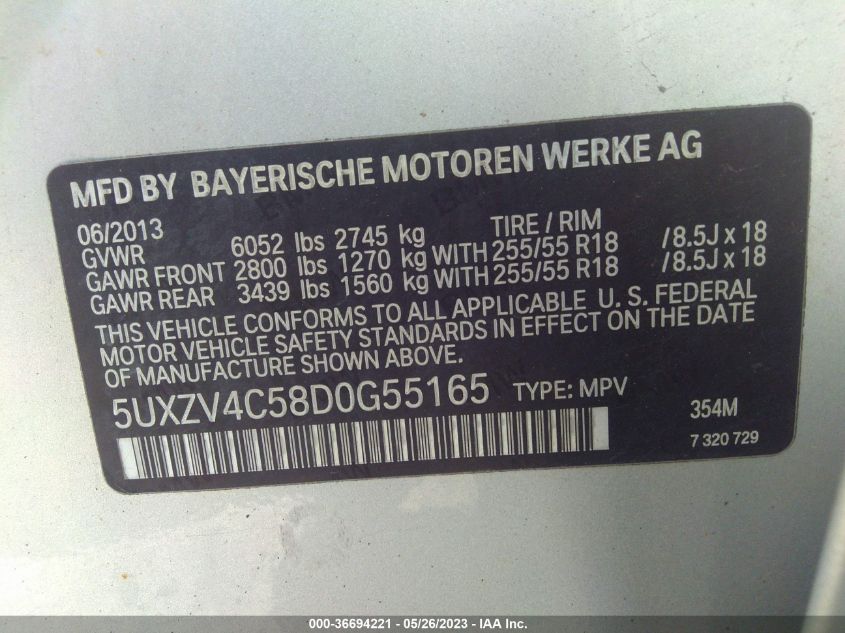 MFD BY BAYERISCHE MOTOREN WERKE AG
06/2013 TIRE / RIM
GVWR 6052 lbs 2745 kg
GAWR FRONT 2800 lbs 1270 kg WITH 255/55 R18 /8.5J x 18
GAWR REAR 3439 lbs 1560 kg WITH 255/55 R18 /8.5J x 18
THIS VEHICLE CONFORMS TO ALL APPLICABLE U. S. FEDERAL
MOTOR VEHICLE SAFETY STANDARDS IN EFFECT ON THE DATE
OF MANUFACTURE SHOWN ABOVE.
5UXZV4C58D0G55165 TYPE: MPV 354M
7 320 729
000-36694221 - 05/26/2023 - IAA Inc.